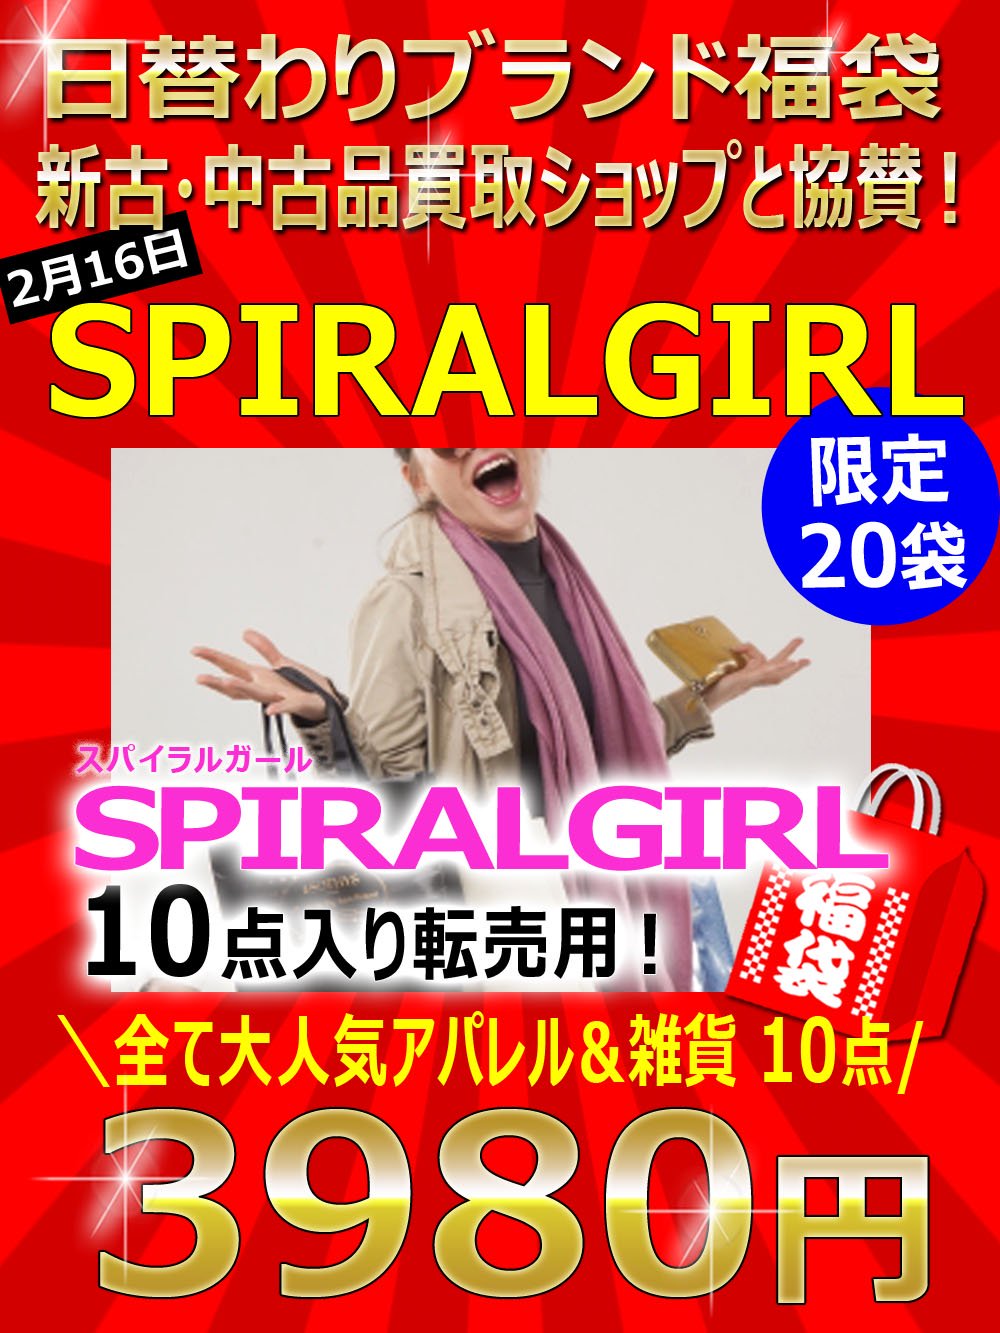 日替わりブランド福袋
新古・中古品買取ショップと協賛！
2月16日
SPIRALGIRL
限定
20袋
スパイラルガール
SPIRALGIRL
10点入り転売用！
福袋
＼全て大人気アパレル＆雑貨 10点/
3980円